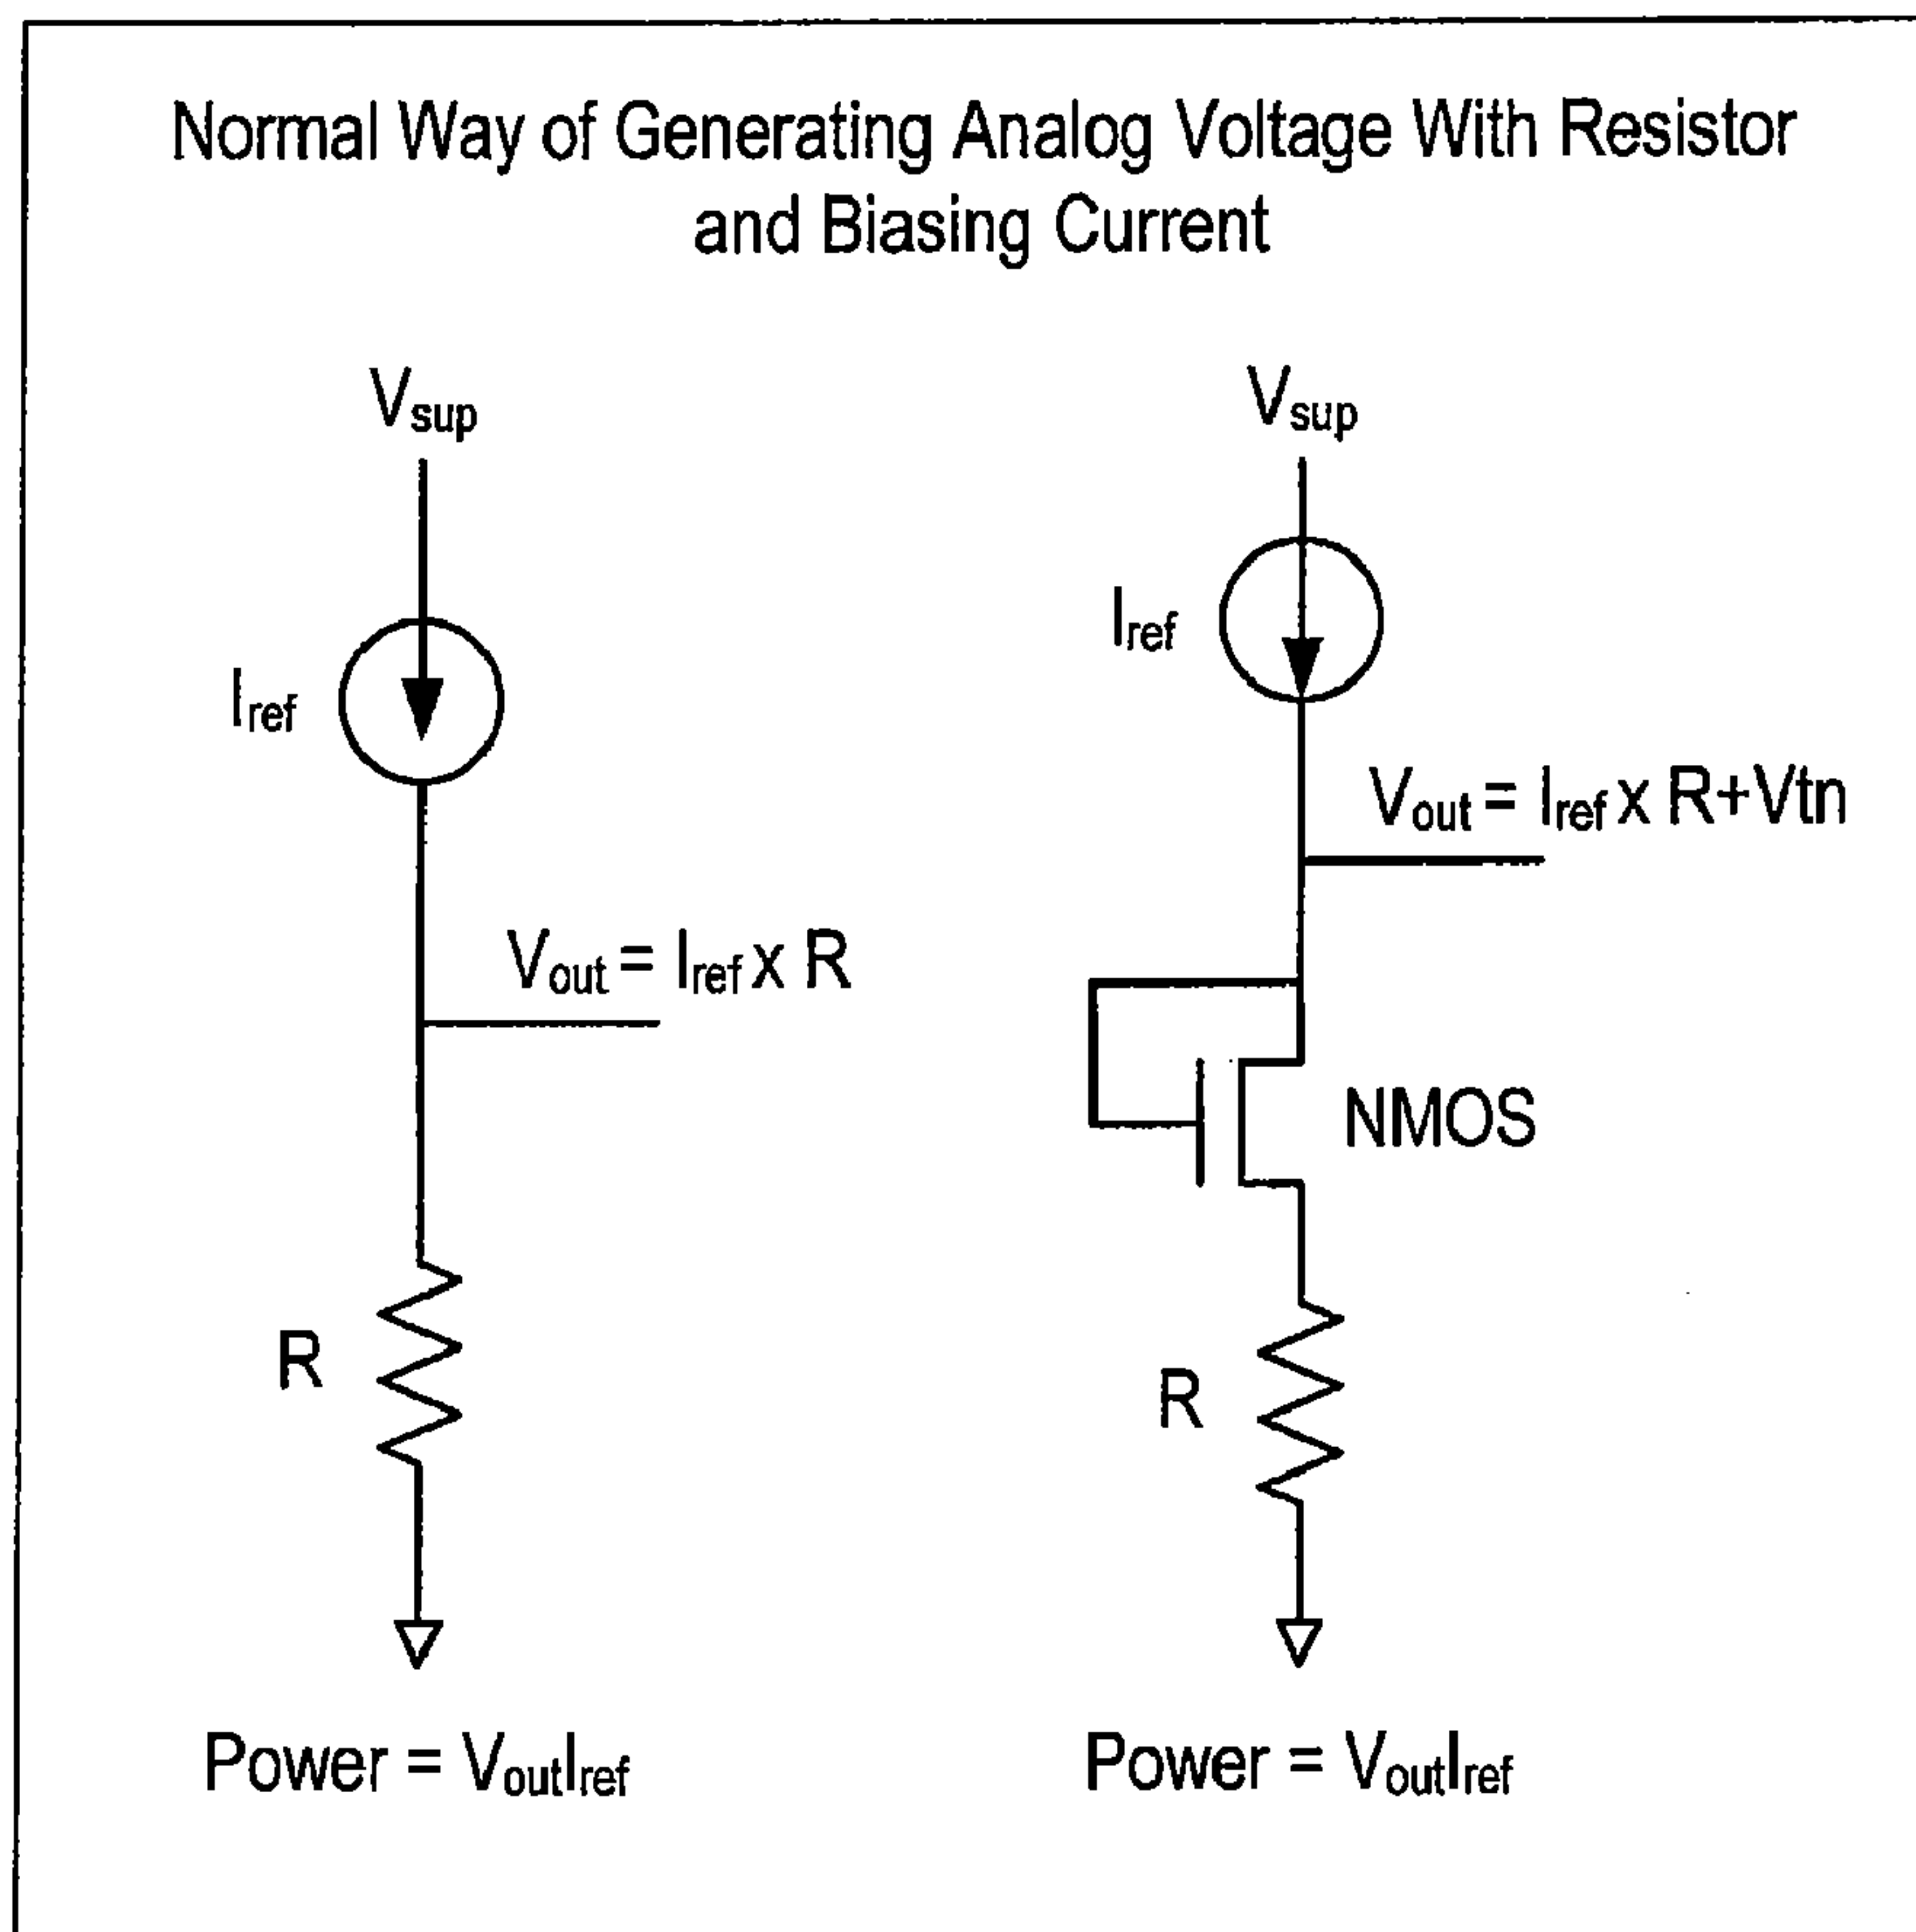 Normal Way of Generating Analog Voltage With Resistor
and Biasing Current
Vsup
Iref
Vout = Iref x R
R
Power = VoutIref
Vsup
Iref
Vout = Iref x R+Vtn
NMOS
R
Power = VoutIref